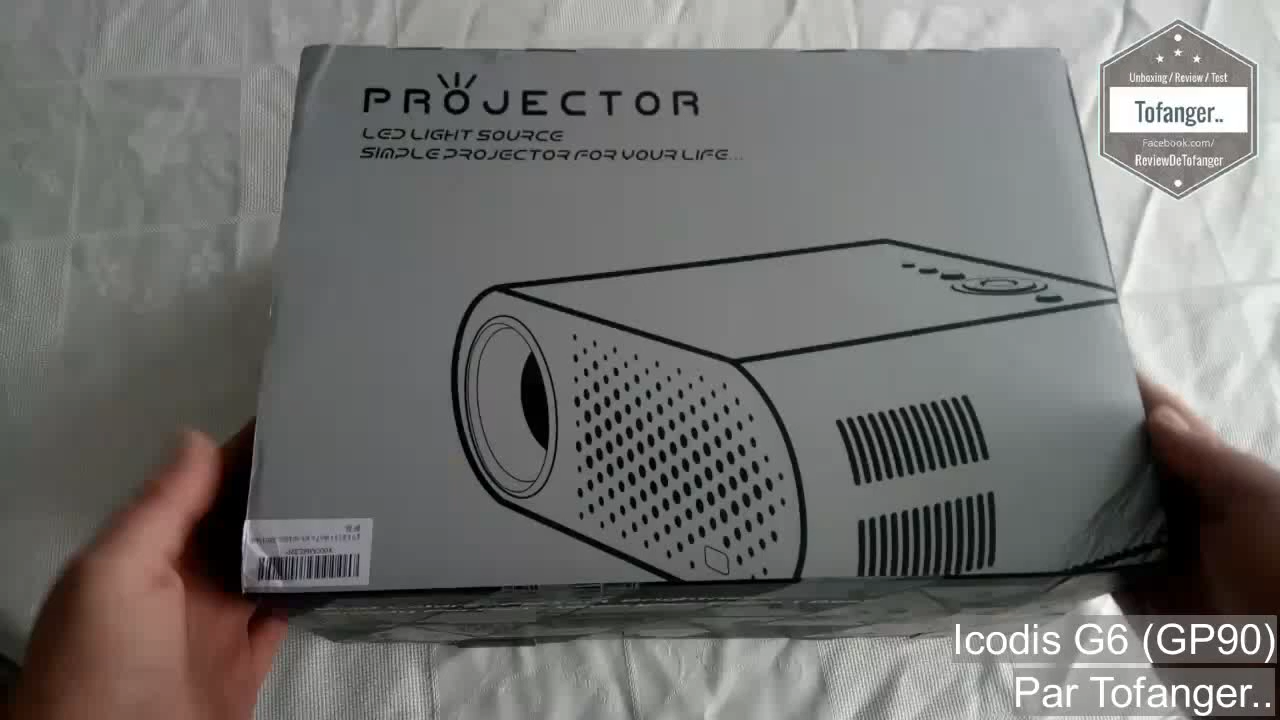 PROJECTOR
LED LIGHT SOURCE
SIMPLE PROJECTOR FOR YOUR LIFE...
Unboxing / Review / Test
Tofanger..
Facebook.com/
ReviewDeTofanger
Icodis G6 (GP90)
Par Tofanger..